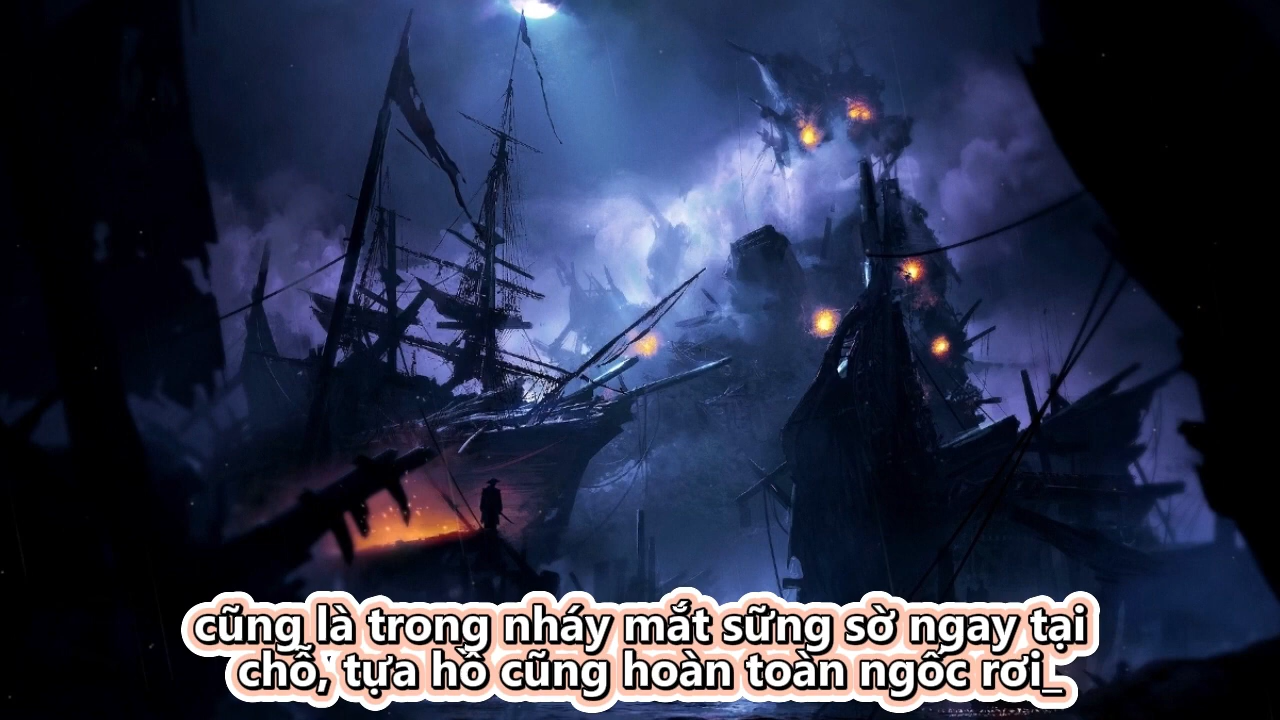 cũng là trong nháy mắt sững sờ ngay tại
chỗ, tựa hồ cũng hoàn toàn ngốc rơi_